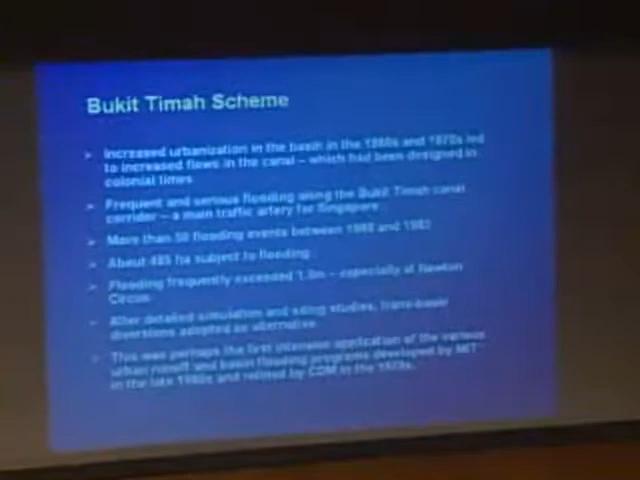 Bukit Timah Scheme
Increased urbanization in the basin in the 1960s and 1970s led
to increased flows in the canal – which had been designed in
colonial times
Frequent and serious flooding along the Bukit Timah canal
corridor – a main traffic artery for Singapore
More than 50 flooding events between and
About 485 ha subject to flooding
Flooding frequently exceeded – especially at Newton
Circus
After detailed simulation and studies, trans-basin
diversions adopted as alternative
This was perhaps the first intensive application of the various
urban runoff and basin flooding programs developed by MIT
in the late 1960s and refined by CDM in the 1970s.